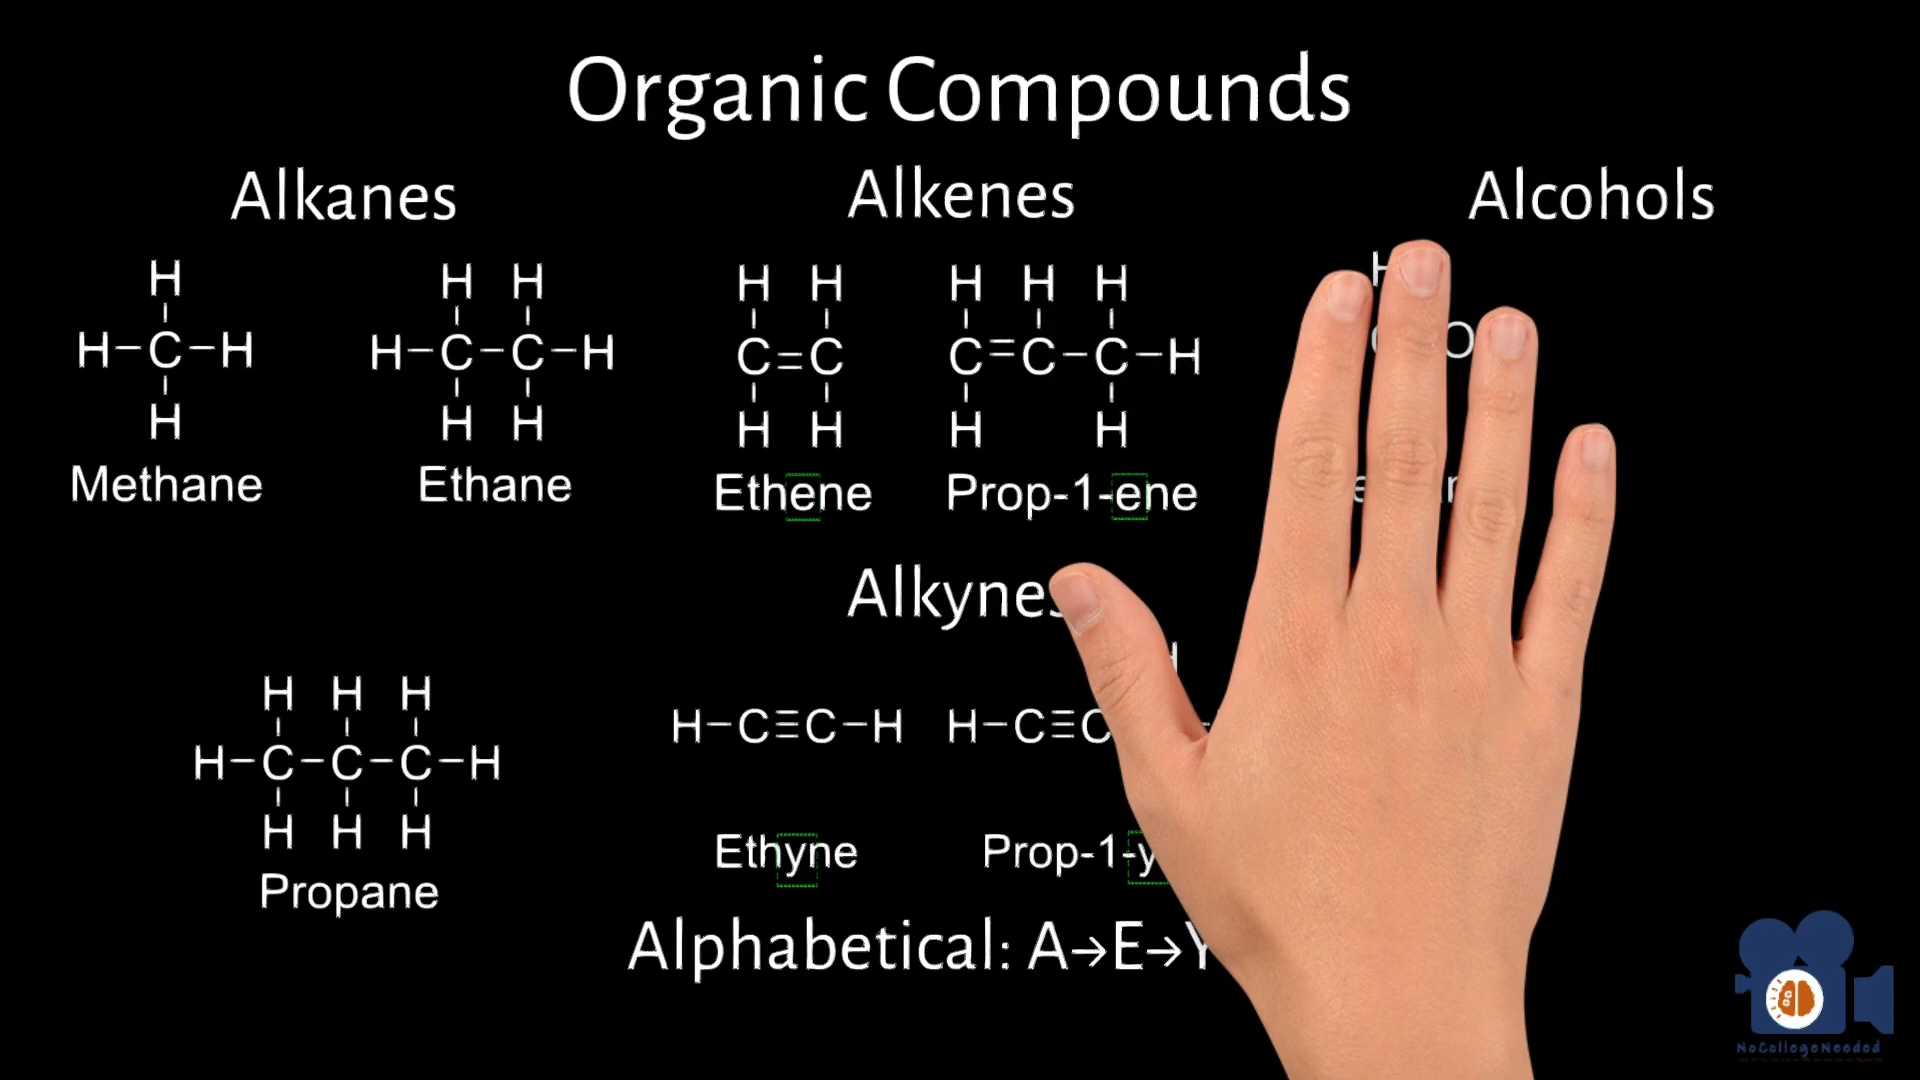 Organic Compounds
Alkanes
H
H–C–H
H
Methane
H H
H–C–C–H
H H
Ethane
H H H
H–C–C–C–H
H H H
Propane
Alkenes
H H
C=C
H H
Ethene
H H H
C=C–C–H
H H
Prop-1-ene
Alkynes
H–C≡C–H
Ethyne
H–C≡C
Prop-1-y
Alphabetical: A→E→Y
Alcohols
H
O
NoCollegeNeeded